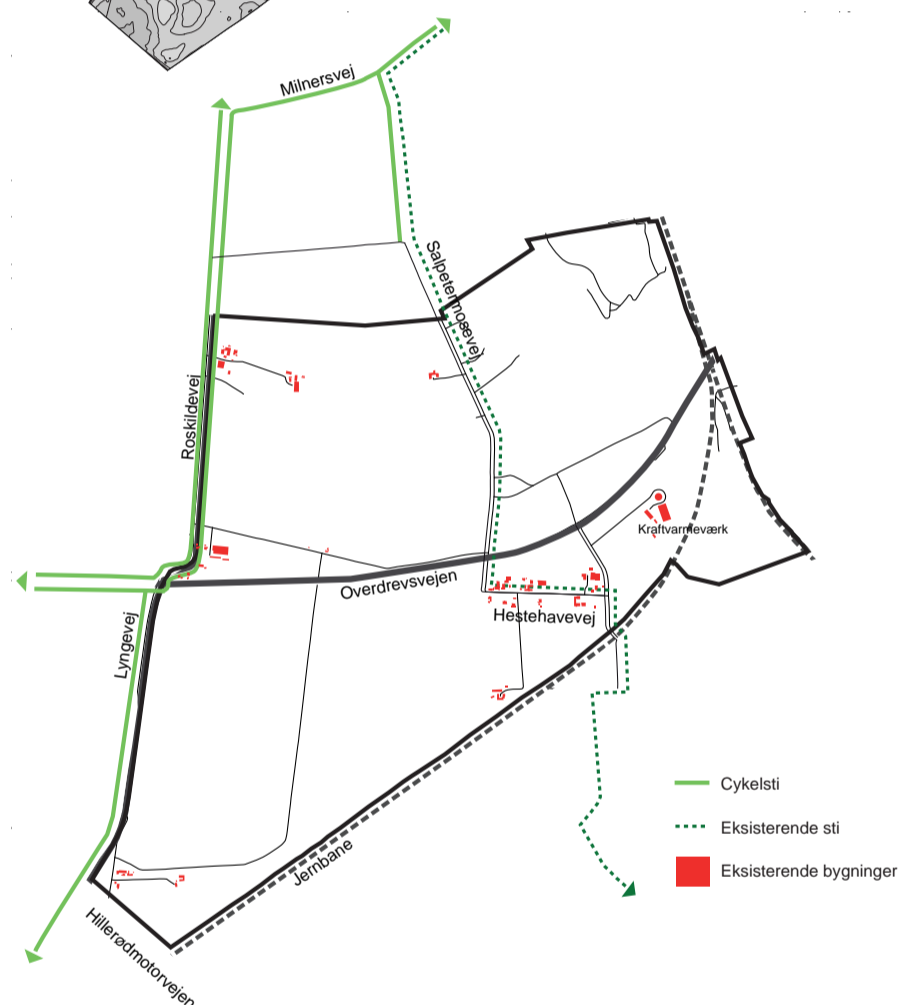 Milnersvej
Salpetermosevej
Roskildevej
Kraftvarmeværk
Overdrevsvejen
Hestehavevej
Lyngevej
Cykelsti
Eksisterende sti
Jernbane
Eksisterende bygninger
Hillerødmotorvejen